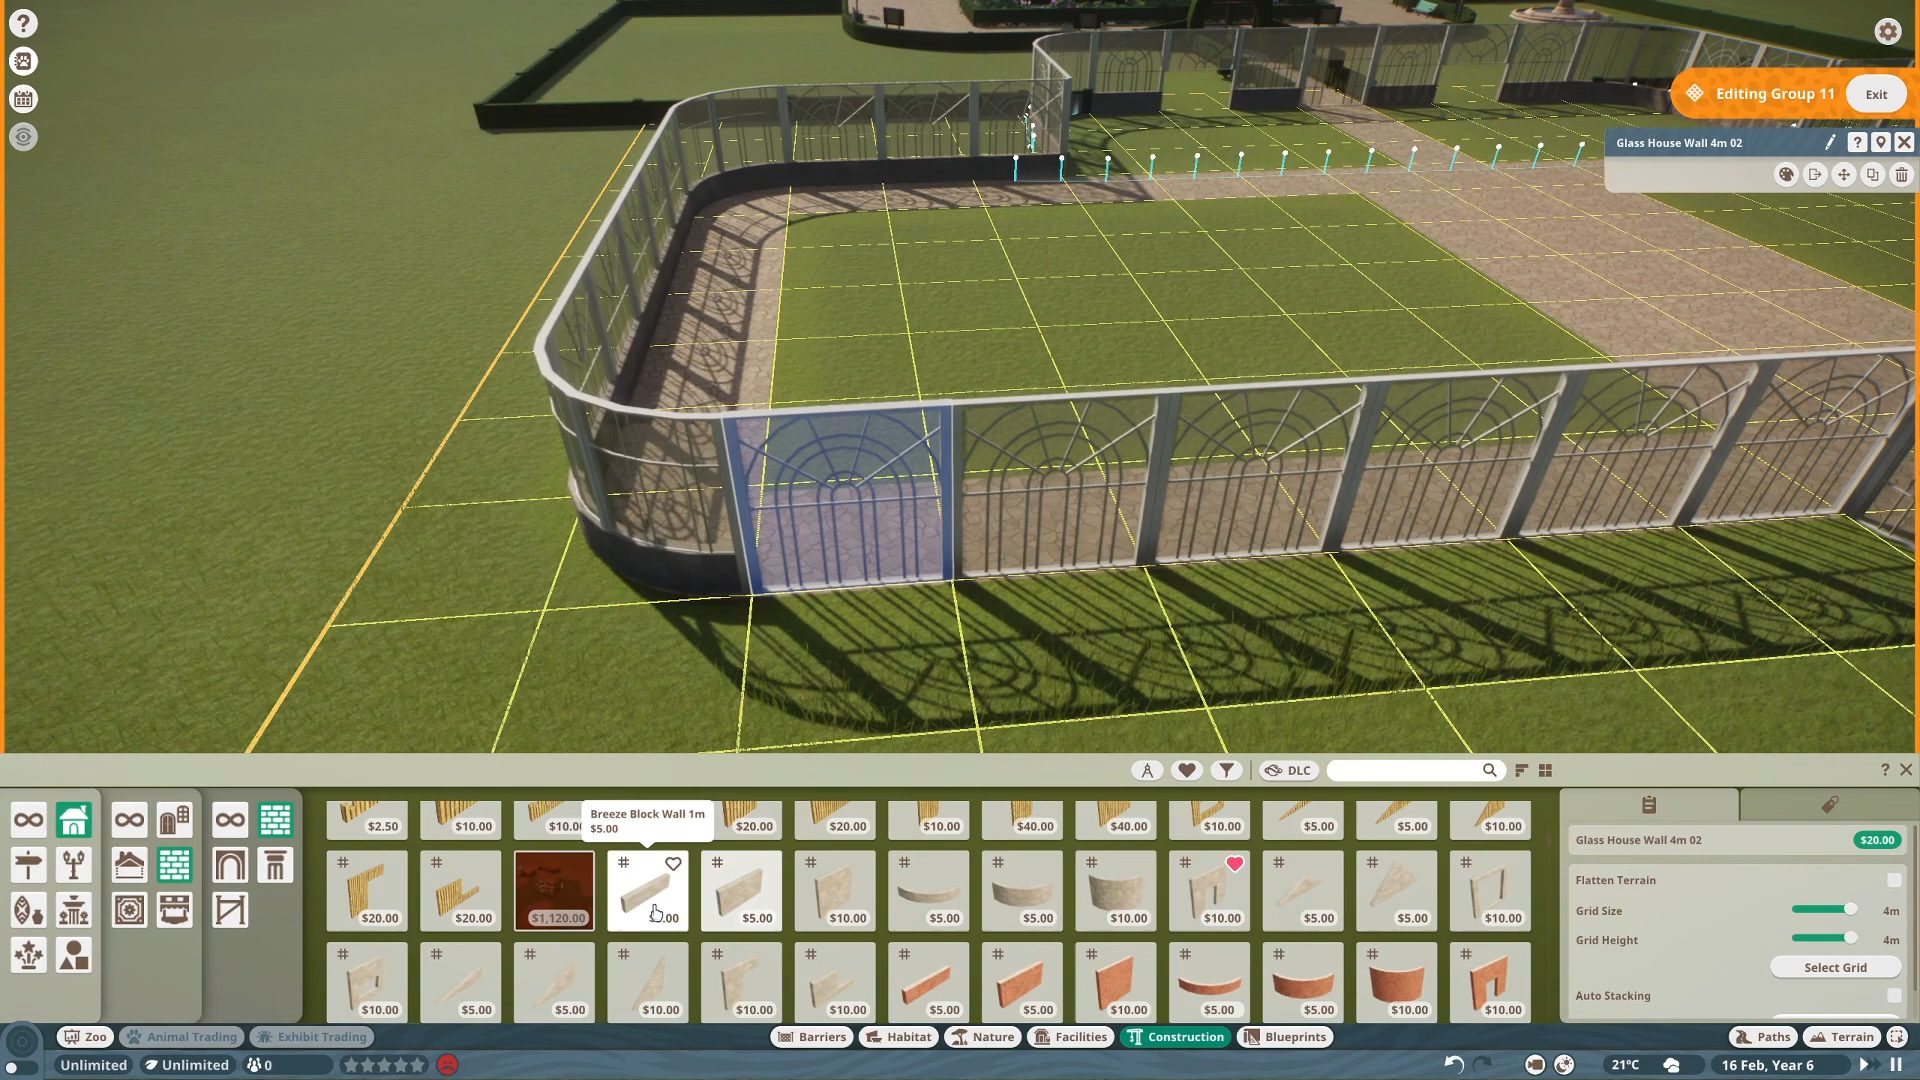 ?
Editing Group 11
Exit
Glass House Wall 4m 02
?
DLC
?
Breeze Block Wall 1m
$5.00
$2.50
$10.00
$20.00
$20.00
$10.00
$40.00
$40.00
$10.00
$5.00
$5.00
$10.00
$20.00
$20.00
$1,120.00
$5.00
$10.00
$5.00
$5.00
$10.00
$10.00
$5.00
$5.00
$10.00
$10.00
$5.00
$5.00
$10.00
$10.00
$10.00
$5.00
$5.00
$10.00
$5.00
$5.00
$10.00
$10.00
Glass House Wall 4m 02
$20.00
Flatten Terrain
Grid Size
4m
Grid Height
4m
Select Grid
Auto Stacking
Zoo
Animal Trading
Exhibit Trading
Barriers
Habitat
Nature
Facilities
Construction
Blueprints
Paths
Terrain
Unlimited
Unlimited
0
21°C
16 Feb, Year 6